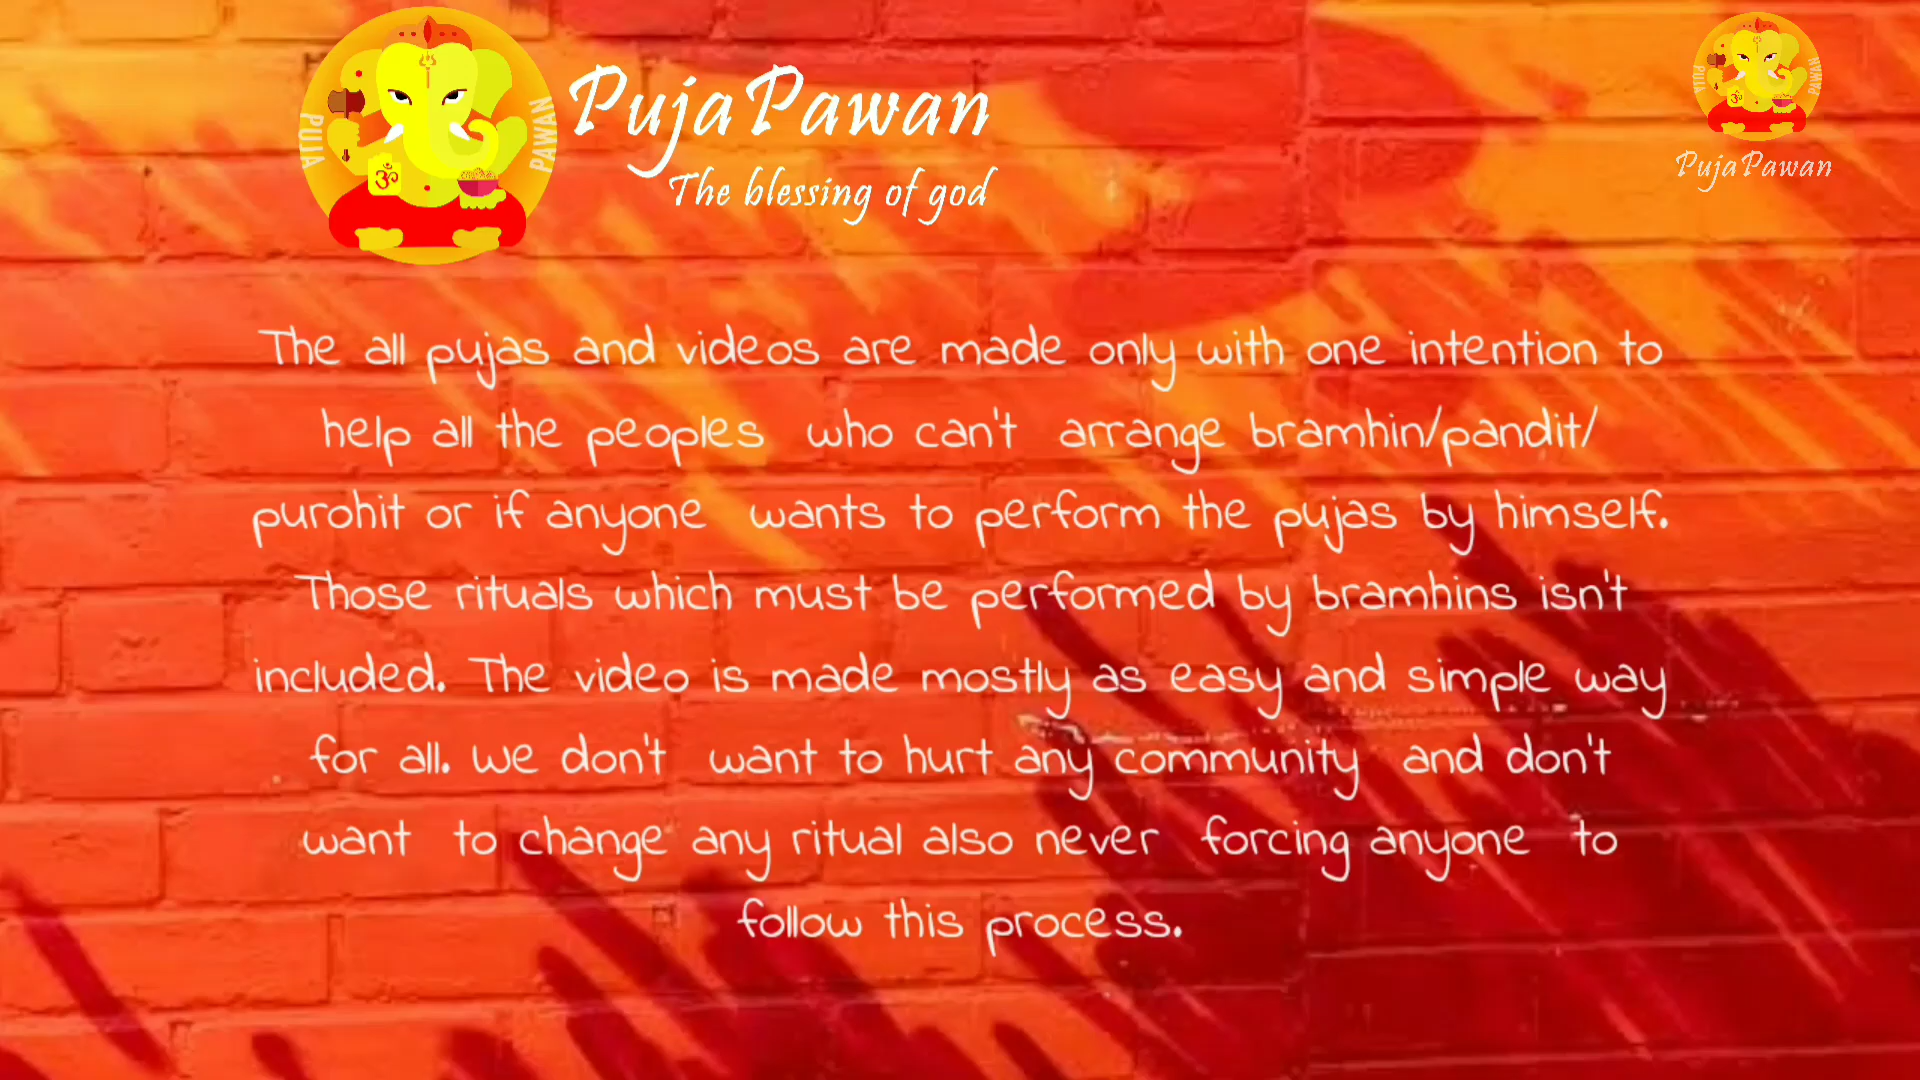 PUJA PAWAN
PujaPawan
The blessing of god
PUJA PAWAN
PujaPawan
The all pujas and videos are made only with one intention to
help all the peoples who can't arrange bramhin/pandit/
purohit or if anyone wants to perform the pujas by himself.
Those rituals which must be performed by bramhins isn't
included. The video is made mostly as easy and simple way
for all. We don't want to hurt any community and don't
want to change any ritual also never forcing anyone to
follow this process.
ॐ
ॐ